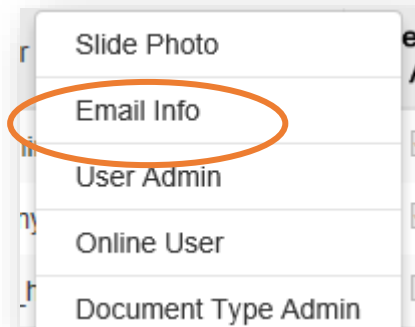 Slide Photo
Email Info
User Admin
Online User
Document Type Admin